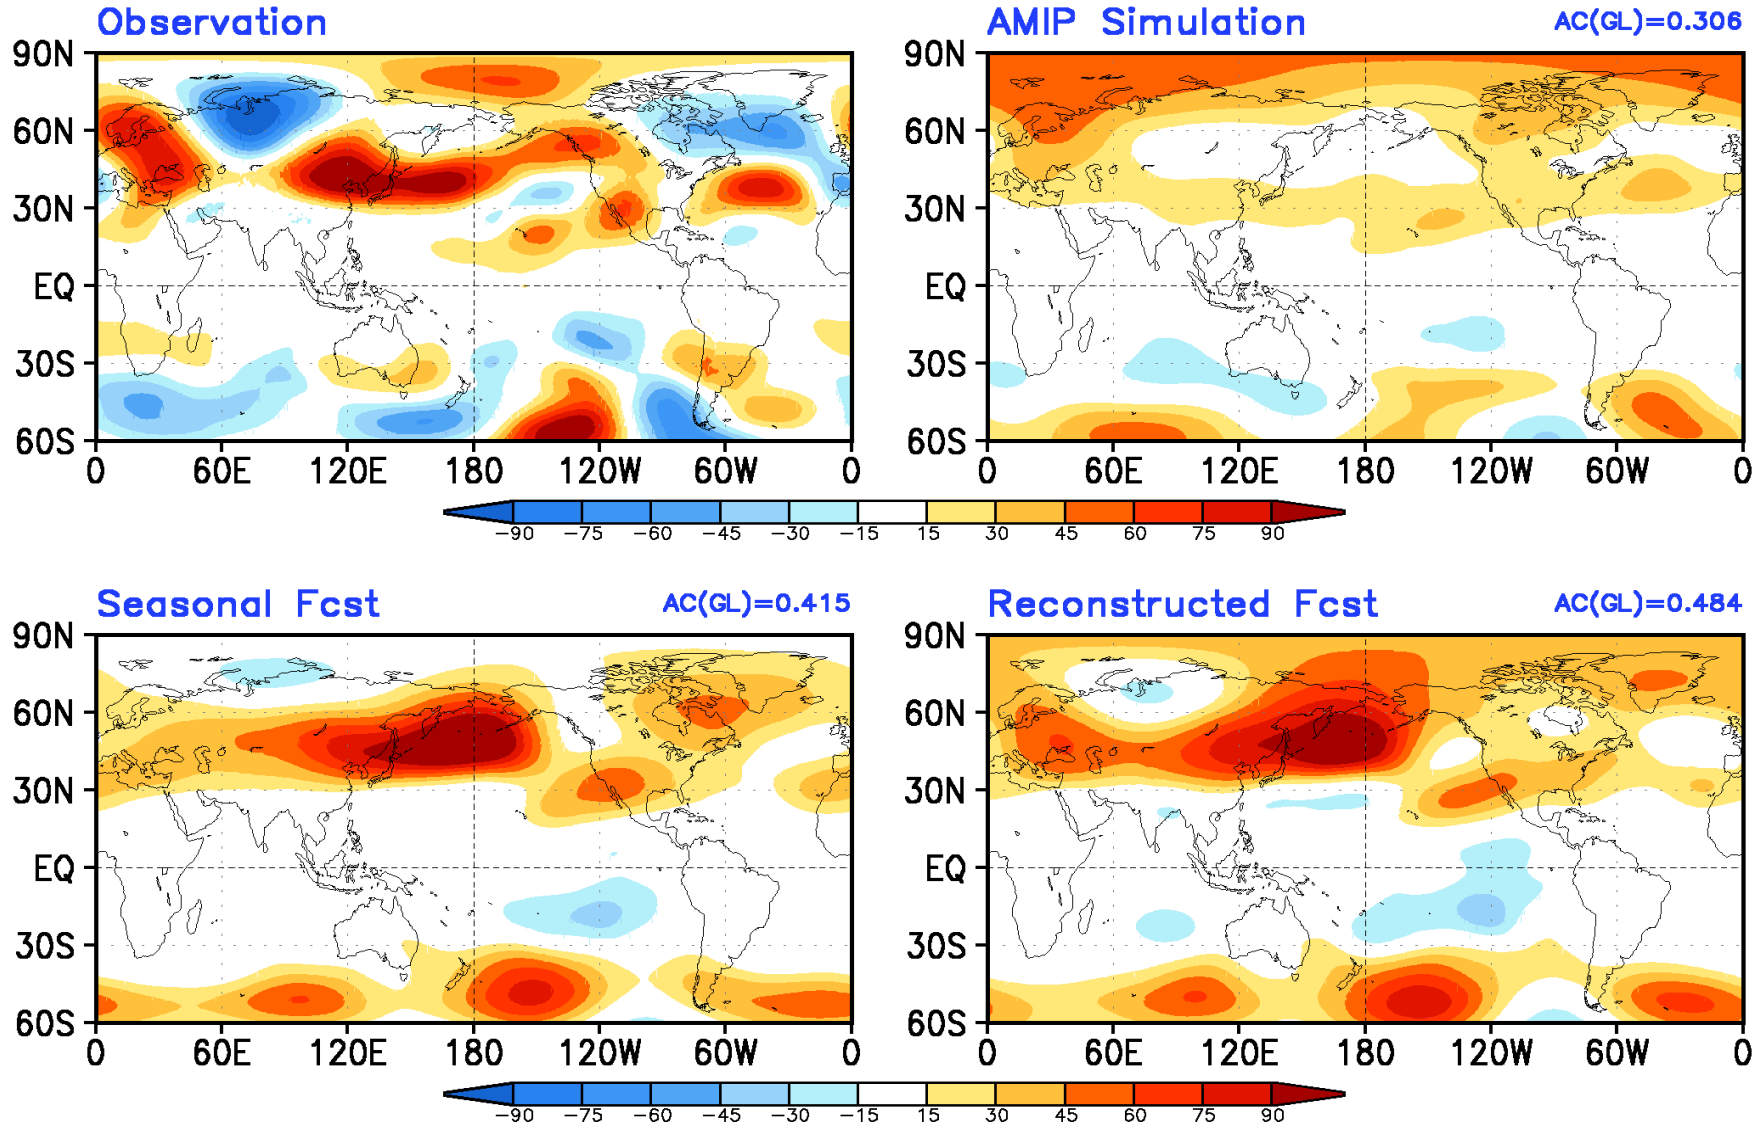 Observation
AMIP Simulation AC(GL)=0.306
90N 90N
60N 60N
30N 30N
EQ EQ
30S 30S
60S 60S
0 60E 120E 180 120W 60W 0 0 60E 120E 180 120W 60W 0
-90 -75 -60 -45 -30 -15 15 30 45 60 75 90
Seasonal Fcst AC(GL)=0.415
Reconstructed Fcst AC(GL)=0.484
90N 90N
60N 60N
30N 30N
EQ EQ
30S 30S
60S 60S
0 60E 120E 180 120W 60W 0 0 60E 120E 180 120W 60W 0
-90 -75 -60 -45 -30 -15 15 30 45 60 75 90